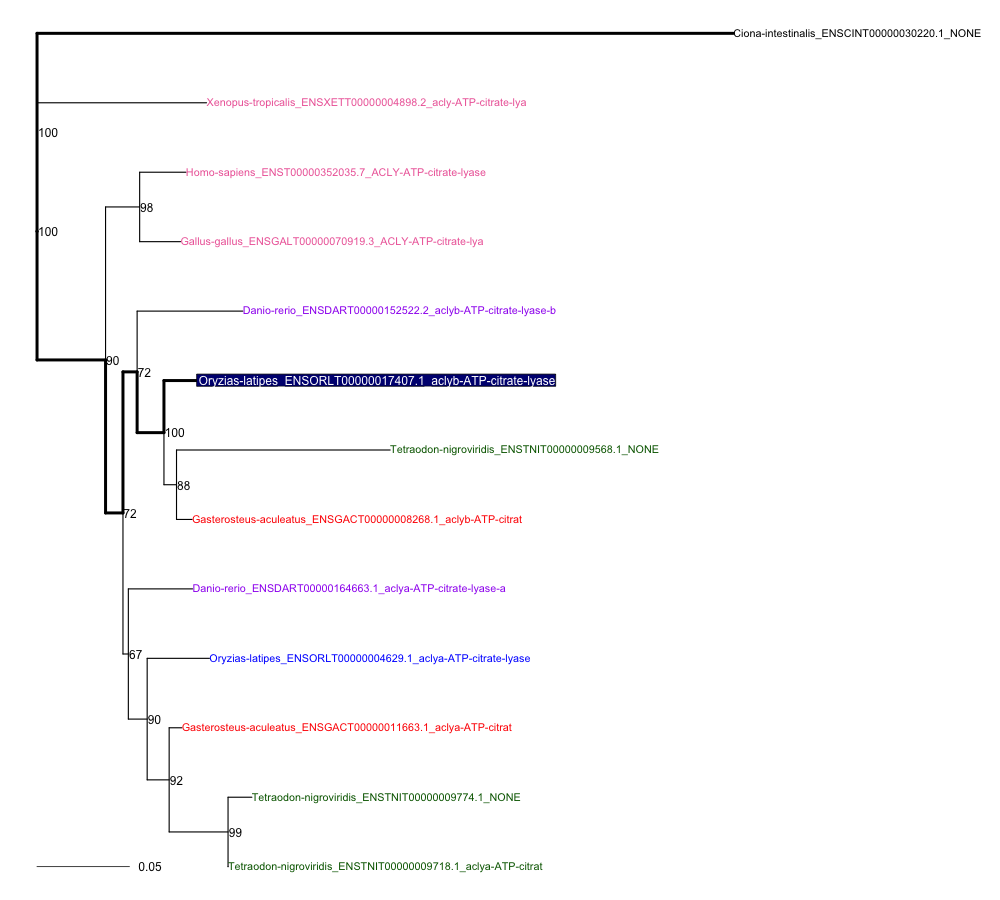 Ciona-intestinalis_ENSCINT00000030220.1_NONE
Xenopus-tropicalis_ENSXETT00000004898.2_acly-ATP-citrate-lya
100
Homo-sapiens_ENST00000352035.7_ACLY-ATP-citrate-lyase
98
100
Gallus-gallus_ENSGALT00000070919.3_ACLY-ATP-citrate-lya
Danio-rerio_ENSDART00000152522.2_aclyb-ATP-citrate-lyase-b
90
72
Oryzias-latipes_ENSORLT00000017407.1_aclyb-ATP-citrate-lyase
100
Tetraodon-nigroviridis_ENSTNIT00000009568.1_NONE
88
72
Gasterosteus-aculeatus_ENSGACT00000008268.1_aclyb-ATP-citrat
Danio-rerio_ENSDART00000164663.1_aclya-ATP-citrate-lyase-a
67
Oryzias-latipes_ENSORLT00000004629.1_aclya-ATP-citrate-lyase
90
Gasterosteus-aculeatus_ENSGACT00000011663.1_aclya-ATP-citrat
92
Tetraodon-nigroviridis_ENSTNIT00000009774.1_NONE
99
Tetraodon-nigroviridis_ENSTNIT00000009718.1_aclya-ATP-citrat
0.05